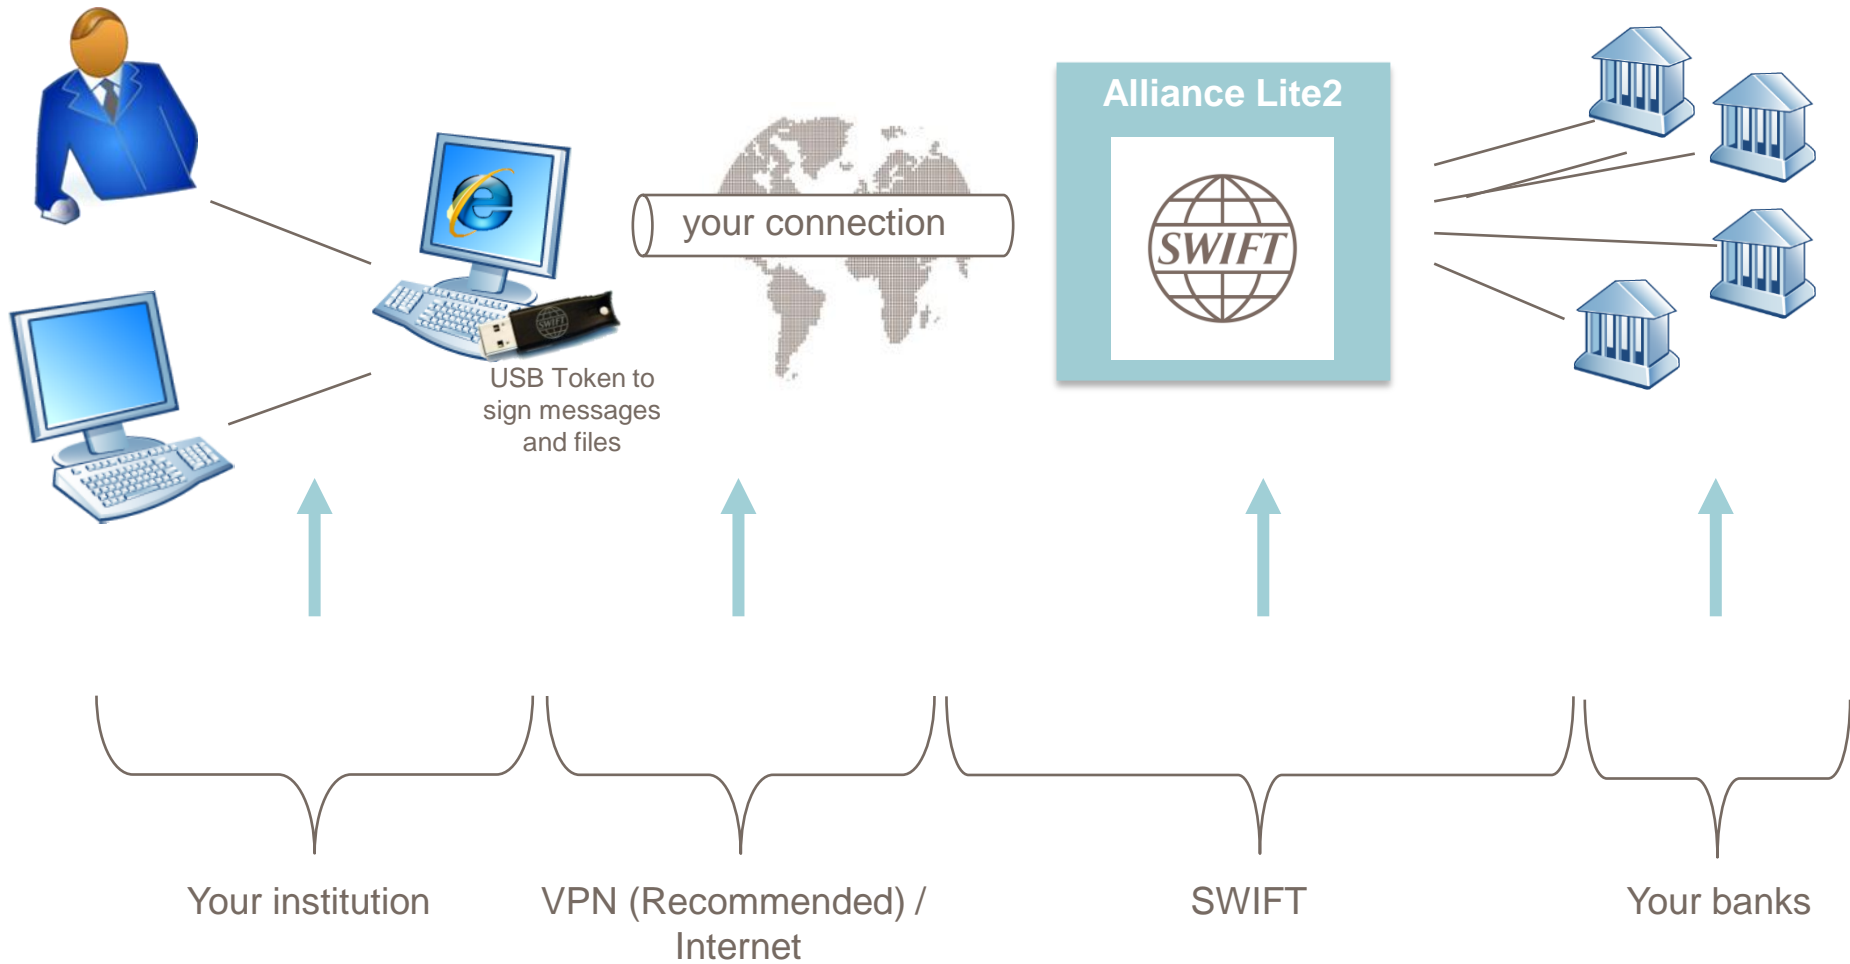 Alliance Lite2
SWIFT
your connection
SWIFT
USB Token to
sign messages
and files
Your institution
VPN (Recommended) /
Internet
SWIFT
Your banks